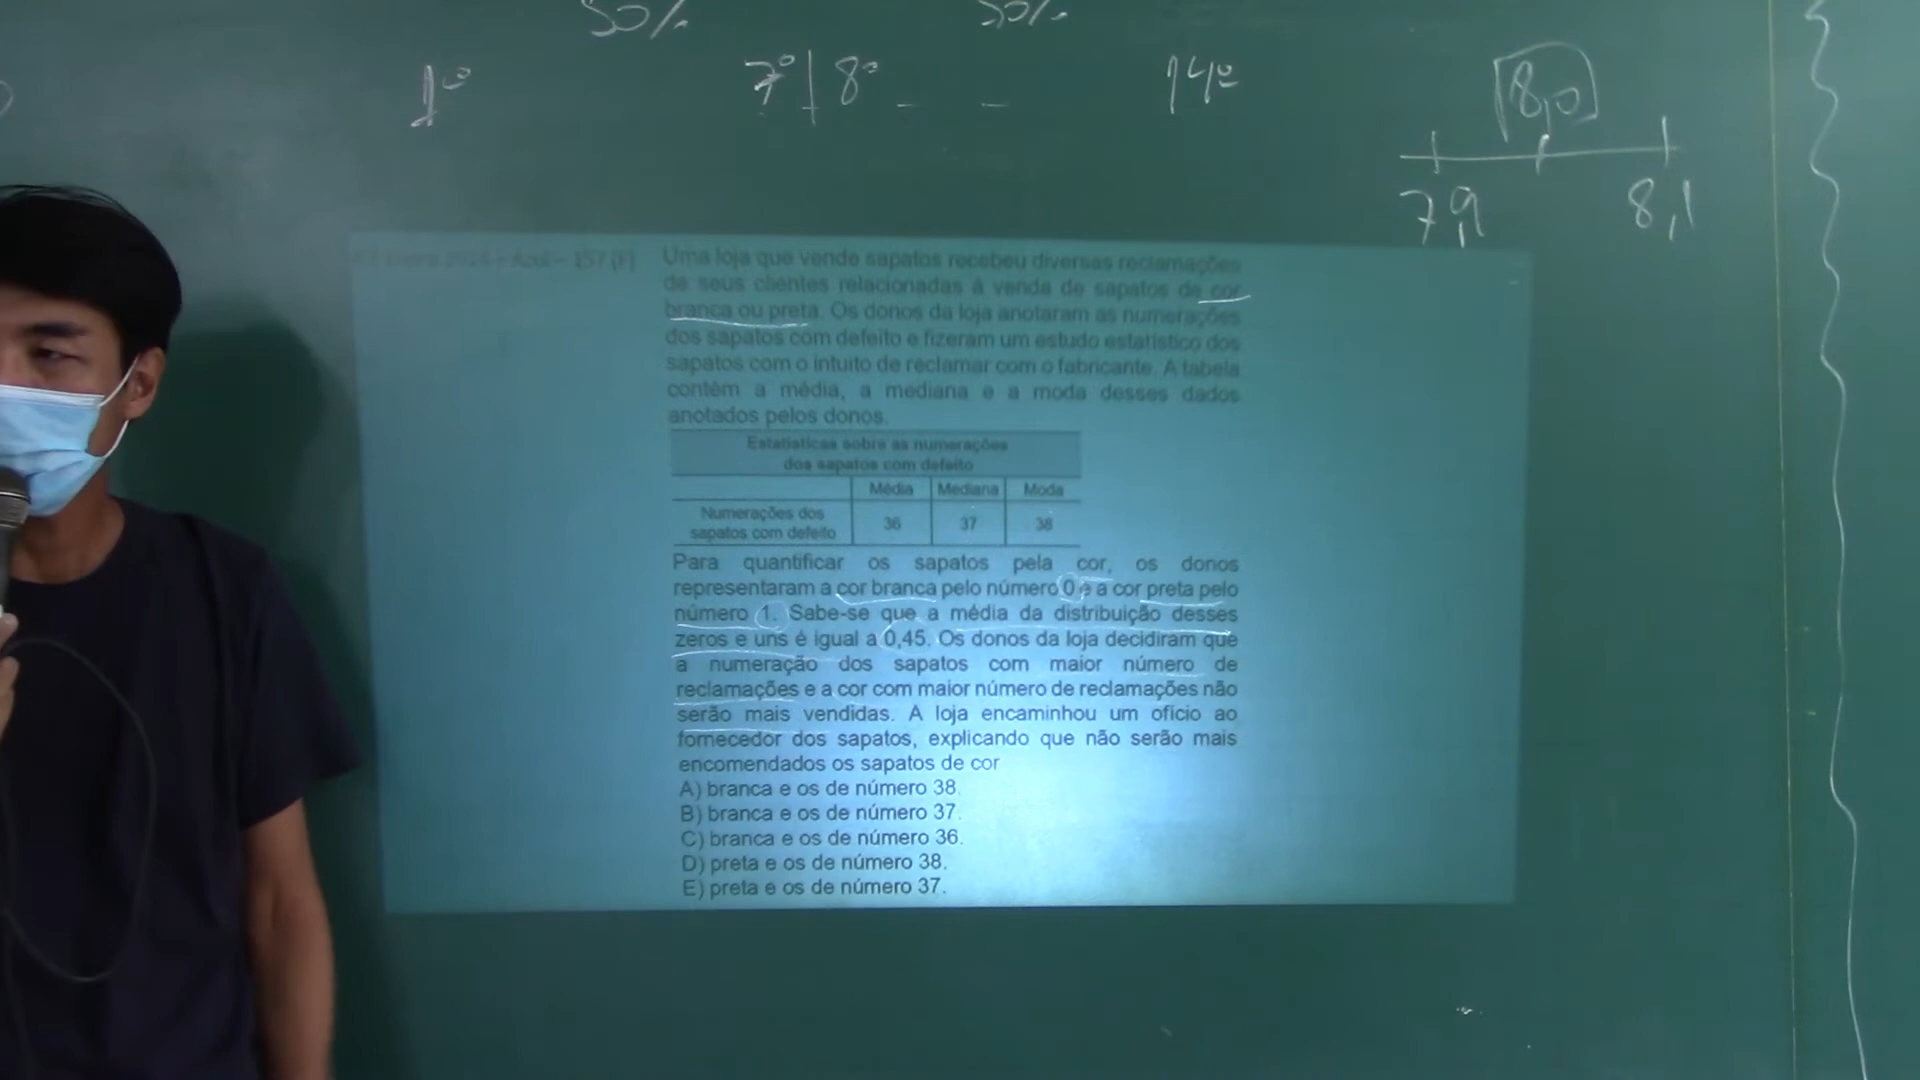 50% 50%
1º 7º | 8º _ _ 14º
8,0
7,9 8,1
Azul – 157 (F)
Uma loja que vende sapatos recebeu diversas reclamações
de seus clientes relacionadas à venda de sapatos de cor
branca ou preta. Os donos da loja anotaram as numerações
dos sapatos com defeito e fizeram um estudo estatístico dos
sapatos com o intuito de reclamar com o fabricante. A tabela
contém a média, a mediana e a moda desses dados
anotados pelos donos.
Estatísticas sobre as numerações
dos sapatos com defeito
Média Mediana Moda
Numerações dos
sapatos com defeito 36 37 38
Para quantificar os sapatos pela cor, os donos
representaram a cor branca pelo número 0 e a cor preta pelo
número 1. Sabe-se que a média da distribuição desses
zeros e uns é igual a 0,45. Os donos da loja decidiram que
a numeração dos sapatos com maior número de
reclamações e a cor com maior número de reclamações não
serão mais vendidas. A loja encaminhou um ofício ao
fornecedor dos sapatos, explicando que não serão mais
encomendados os sapatos de cor
A) branca e os de número 38.
B) branca e os de número 37.
C) branca e os de número 36.
D) preta e os de número 38.
E) preta e os de número 37.